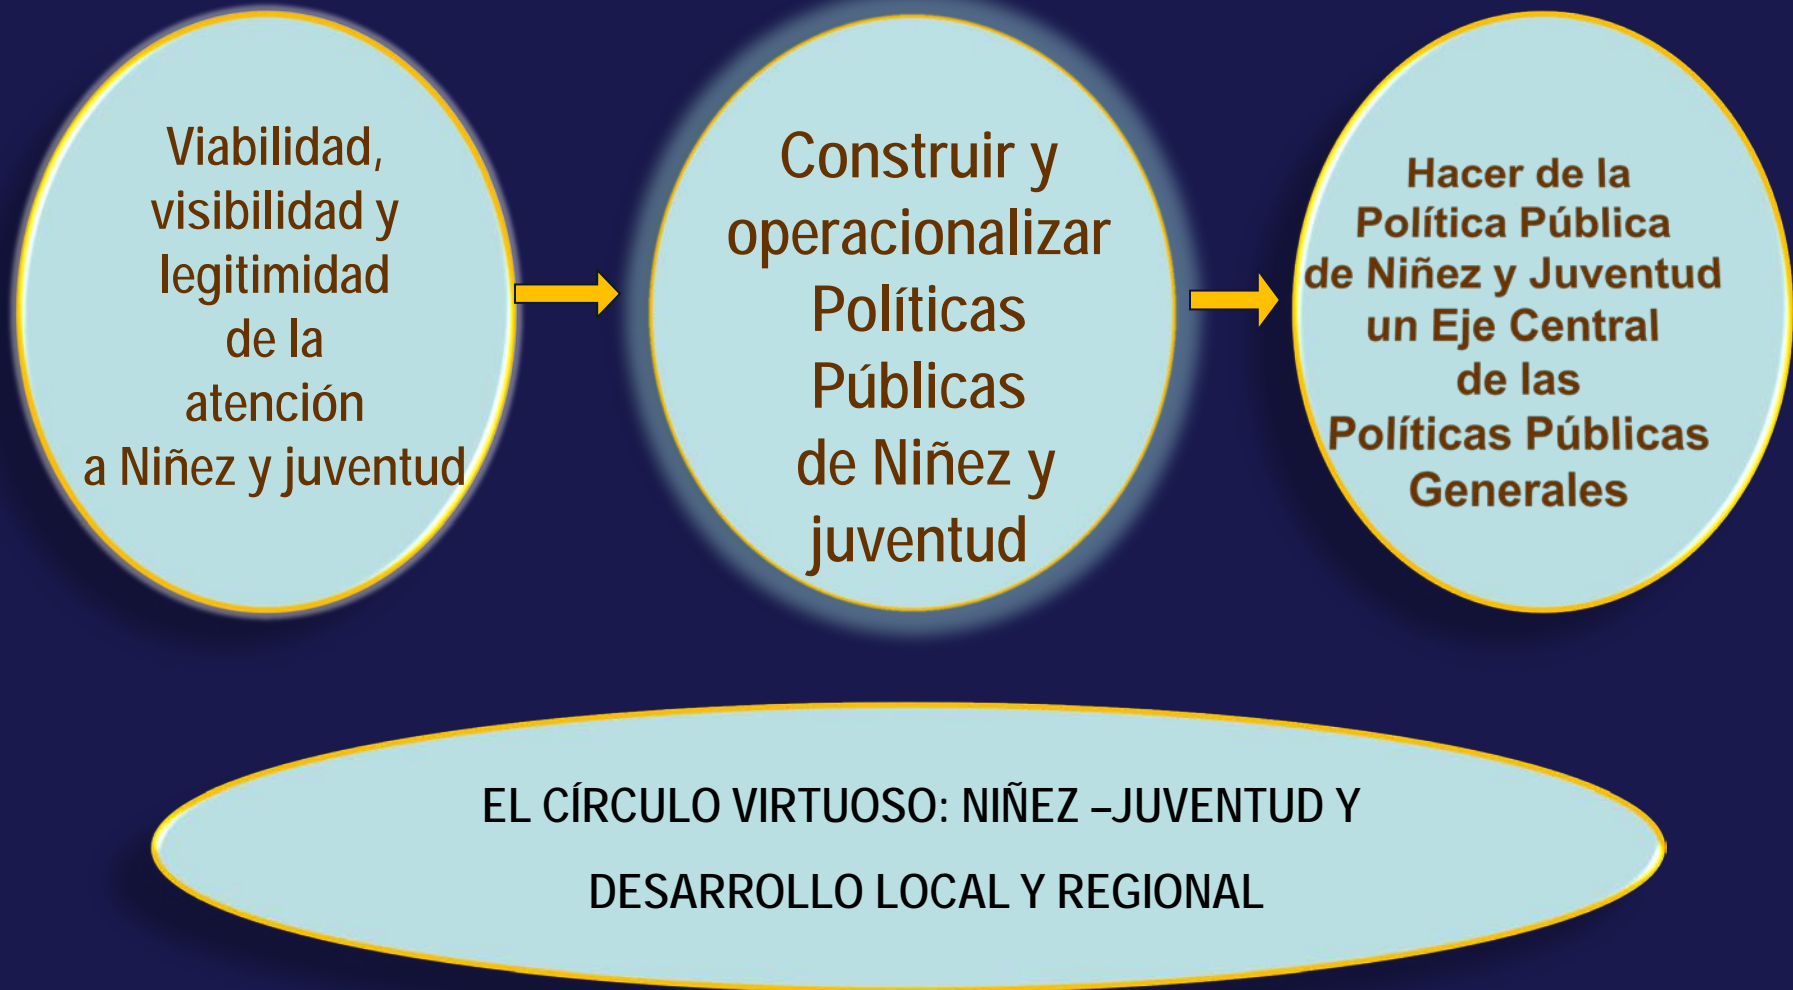 Viabilidad,
visibilidad y
legitimidad
de la
atención
a Niñez y juventud
Construir y
operacionalizar
Políticas
Públicas
de Niñez y
juventud
Hacer de la
Política Pública
de Niñez y Juventud
un Eje Central
de las
Políticas Públicas
Generales
EL CÍRCULO VIRTUOSO: NIÑEZ –JUVENTUD Y
DESARROLLO LOCAL Y REGIONAL